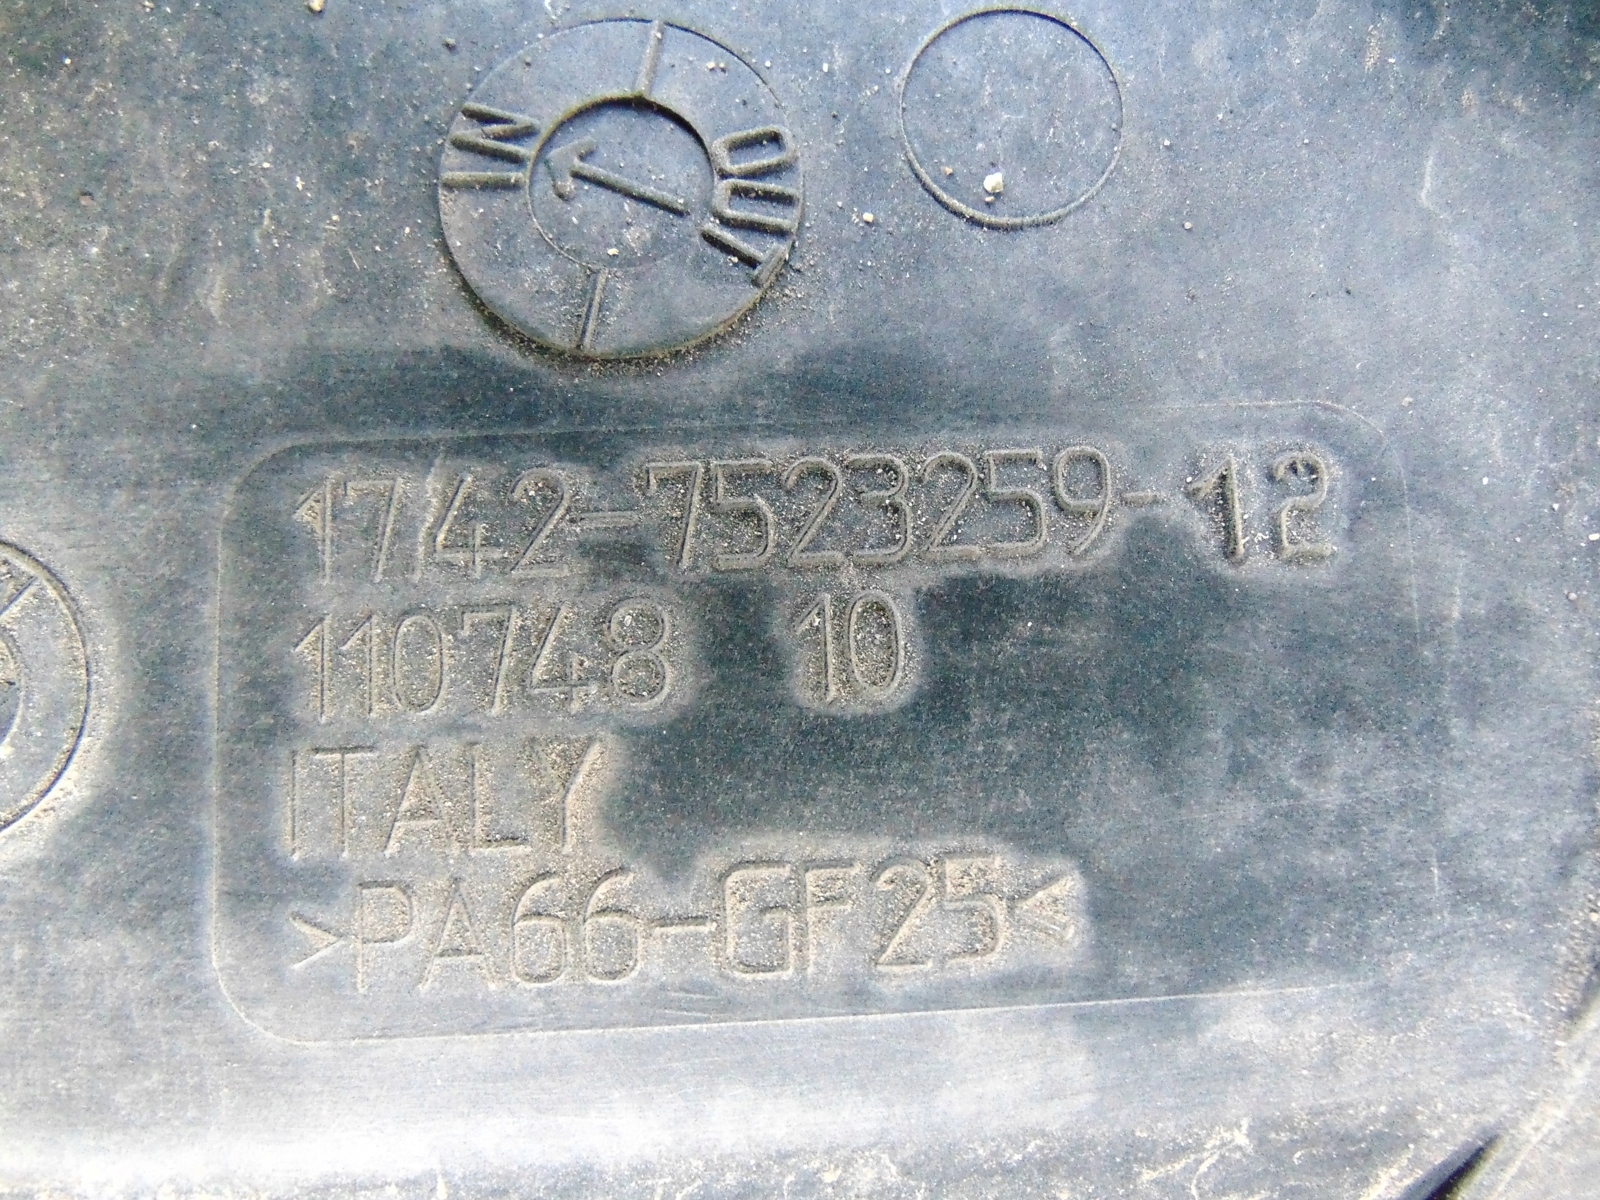 IN OUT
1742-7523259-12
110748 10
ITALY
>PA66-GF25<